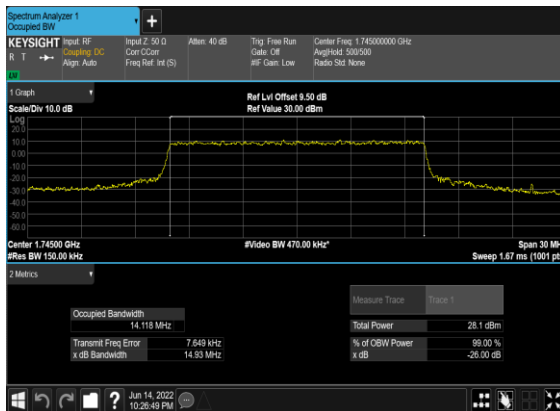 Spectrum Analyzer 1
Occupied BW
KEYSIGHT
R T
Input: RF
Coupling: DC
Align: Auto
Input Z: 50 Ω
Corr CCorr
Freq Ref: Int (S)
Atten: 40 dB
Trig: Free Run
Gate: Off
#IF Gain: Low
Center Freq: 1.745000000 GHz
Avg|Hold: 500/500
Radio Std: None
1 Graph
Scale/Div 10.0 dB
Ref Lvl Offset 9.50 dB
Ref Value 30.00 dBm
Log
20.0
10.0
0.00
-10.0
-20.0
-30.0
-40.0
-50.0
-60.0
Center 1.74500 GHz
#Res BW 150.00 kHz
#Video BW 470.00 kHz*
Span 30 MH
Sweep 1.67 ms (1001 pts
2 Metrics
Measure Trace
Trace 1
Occupied Bandwidth
14.118 MHz
Total Power
28.1 dBm
Transmit Freq Error
7.649 kHz
% of OBW Power
99.00 %
x dB Bandwidth
14.93 MHz
x dB
-26.00 dB
?
Jun 14, 2022
10:26:49 PM